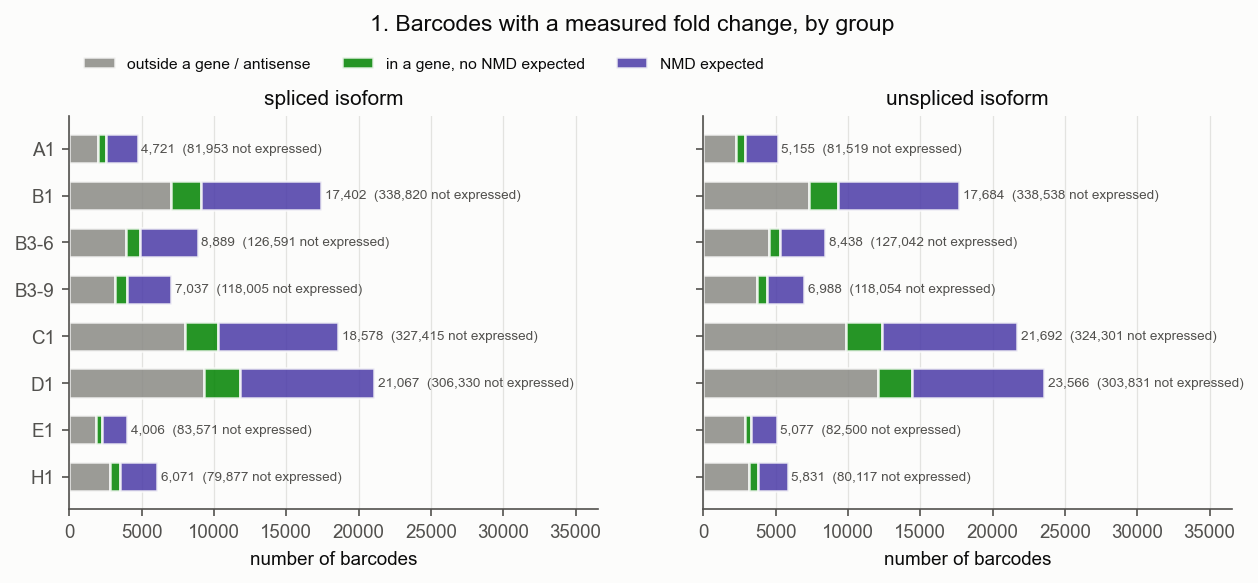 1. Barcodes with a measured fold change, by group
outside a gene / antisense
in a gene, no NMD expected
NMD expected
spliced isoform
A1
4,721 (81,953 not expressed)
B1
17,402 (338,820 not expressed)
B3-6
8,889 (126,591 not expressed)
B3-9
7,037 (118,005 not expressed)
C1
18,578 (327,415 not expressed)
D1
21,067 (306,330 not expressed)
E1
4,006 (83,571 not expressed)
H1
6,071 (79,877 not expressed)
0 5000 10000 15000 20000 25000 30000 35000
number of barcodes
unspliced isoform
5,155 (81,519 not expressed)
17,684 (338,538 not expressed)
8,438 (127,042 not expressed)
6,988 (118,054 not expressed)
21,692 (324,301 not expressed)
23,566 (303,831 not expressed)
5,077 (82,500 not expressed)
5,831 (80,117 not expressed)
0 5000 10000 15000 20000 25000 30000 35000
number of barcodes